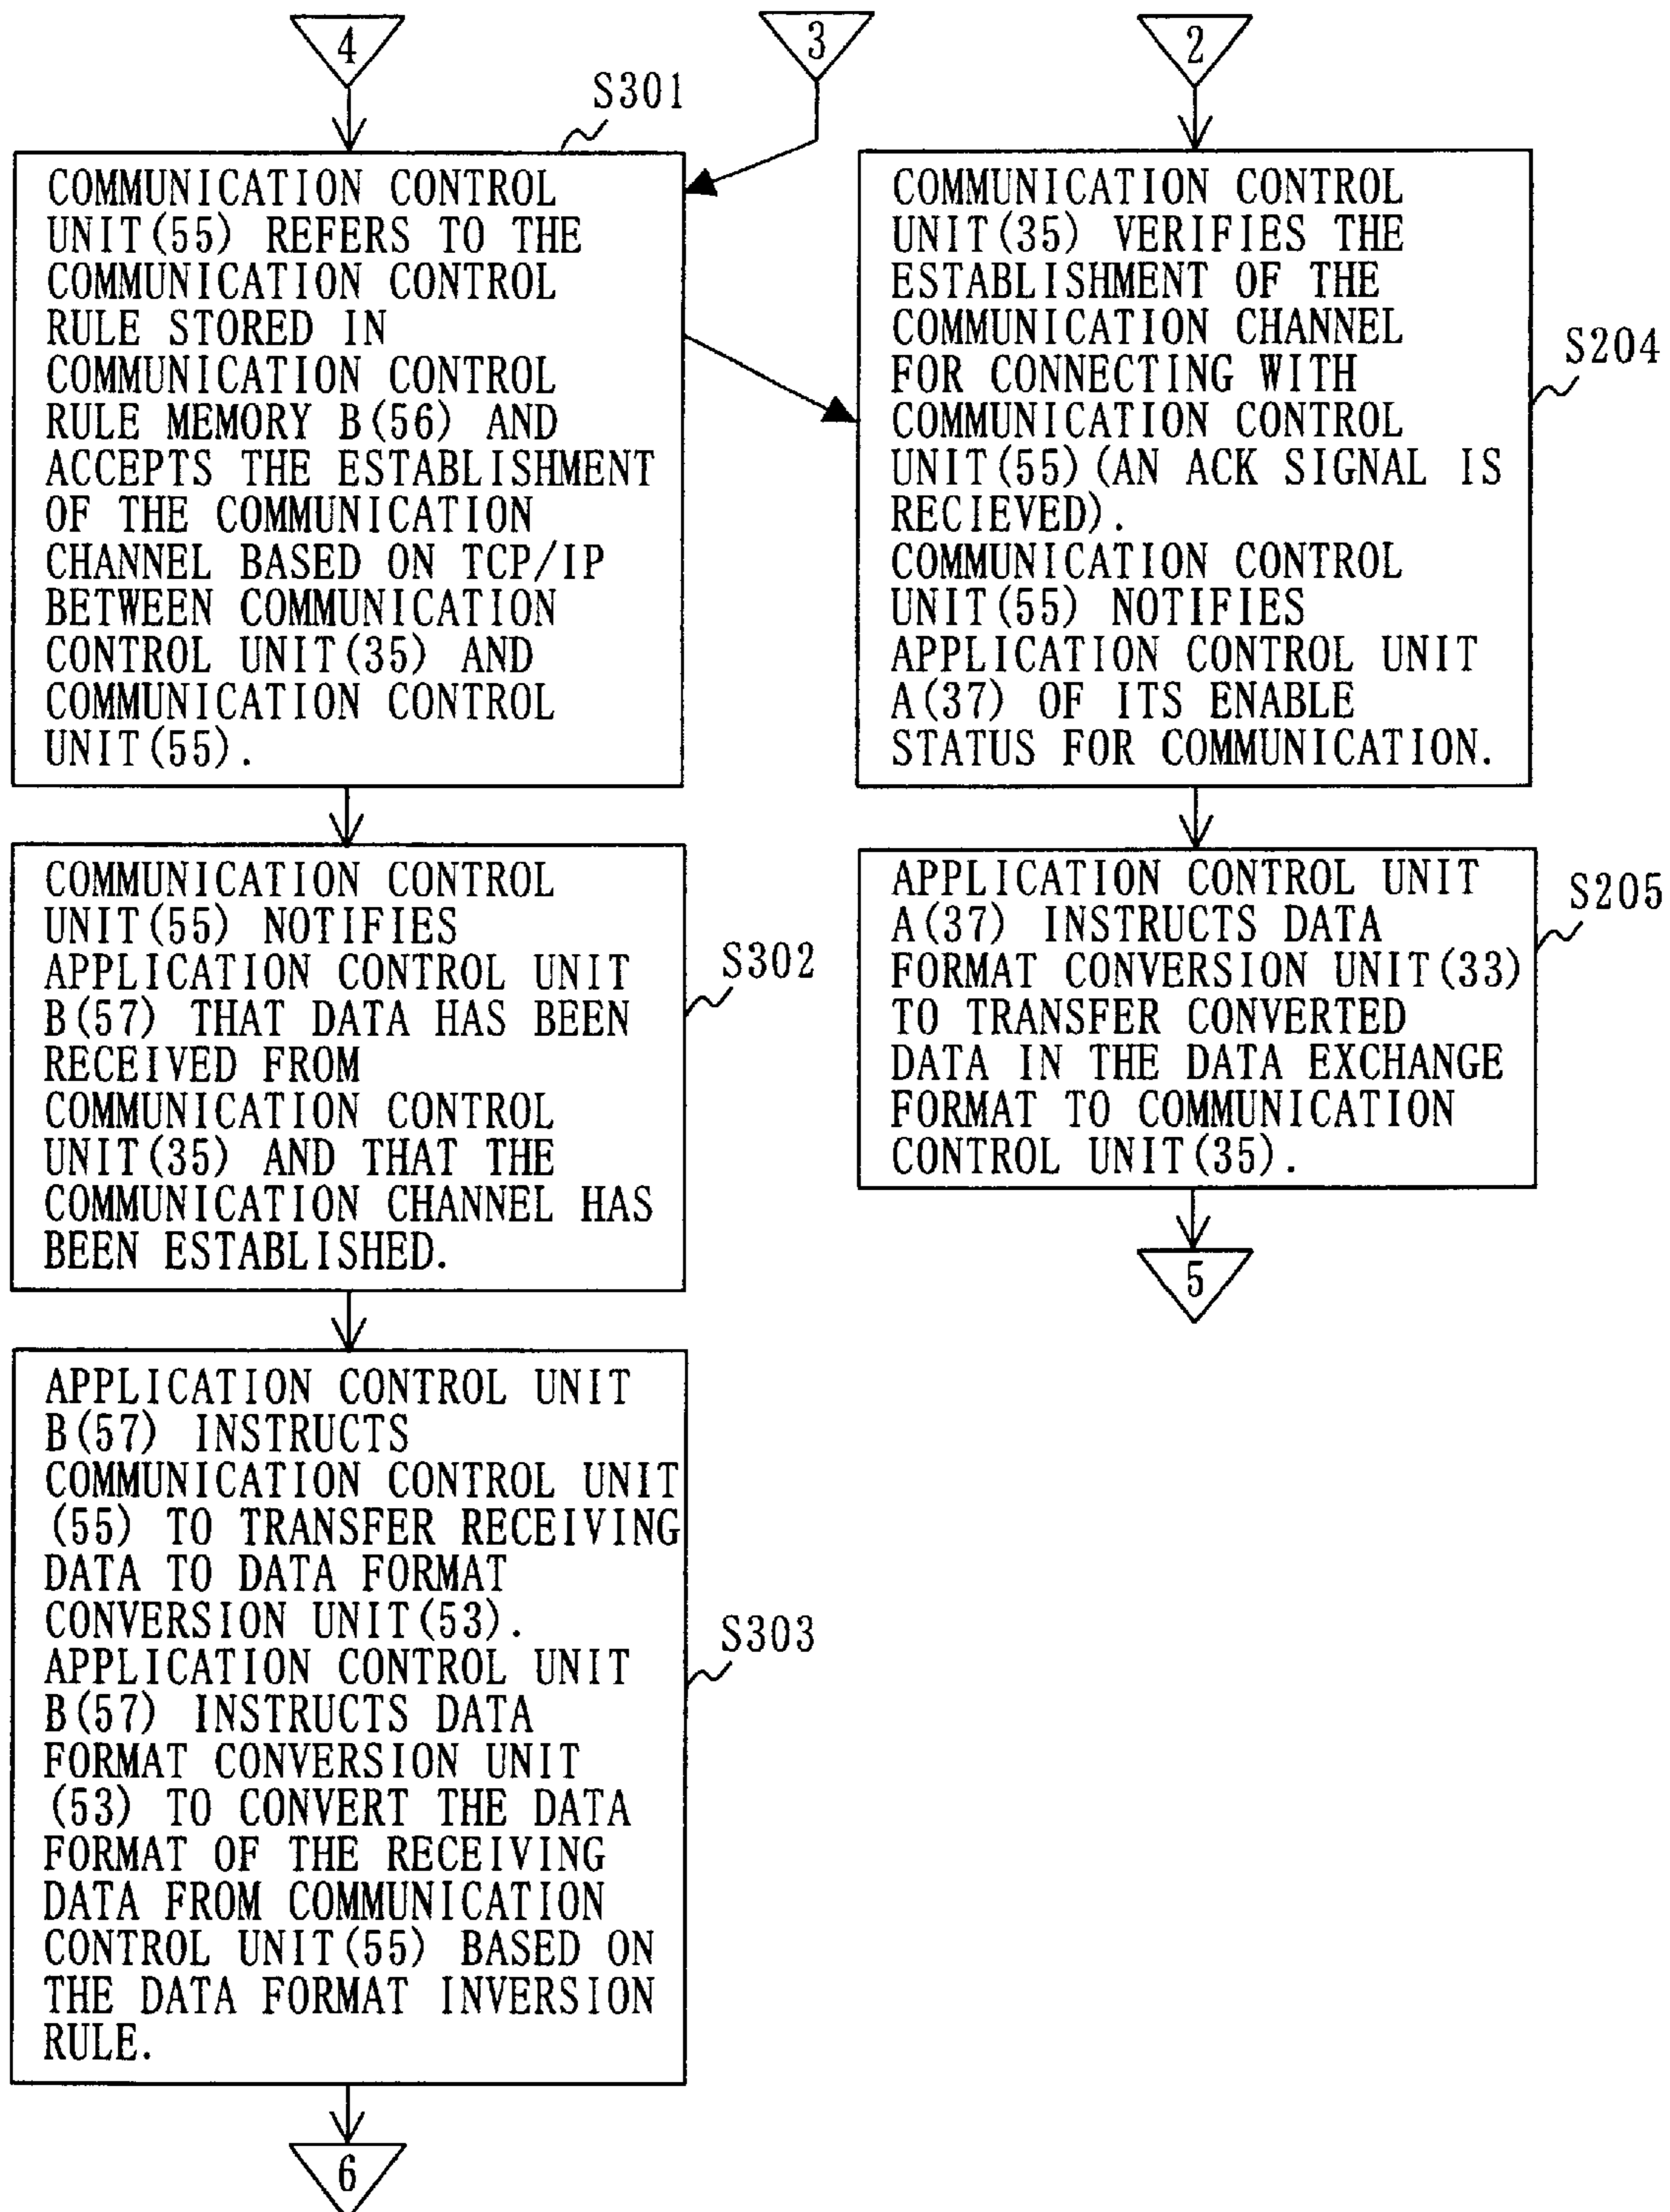 4
3
2
S301
COMMUNICATION CONTROL
UNIT(55) REFERS TO THE
COMMUNICATION CONTROL
RULE STORED IN
COMMUNICATION CONTROL
RULE MEMORY B(56) AND
ACCEPTS THE ESTABLISHMENT
OF THE COMMUNICATION
CHANNEL BASED ON TCP/IP
BETWEEN COMMUNICATION
CONTROL UNIT(35) AND
COMMUNICATION CONTROL
UNIT(55).
COMMUNICATION CONTROL
UNIT(35) VERIFIES THE
ESTABLISHMENT OF THE
COMMUNICATION CHANNEL
FOR CONNECTING WITH
COMMUNICATION CONTROL
UNIT(55)(AN ACK SIGNAL IS
RECIEVED).
COMMUNICATION CONTROL
UNIT(55) NOTIFIES
APPLICATION CONTROL UNIT
A(37) OF ITS ENABLE
STATUS FOR COMMUNICATION.
S204
COMMUNICATION CONTROL
UNIT(55) NOTIFIES
APPLICATION CONTROL UNIT
B(57) THAT DATA HAS BEEN
RECEIVED FROM
COMMUNICATION CONTROL
UNIT(35) AND THAT THE
COMMUNICATION CHANNEL HAS
BEEN ESTABLISHED.
S302
APPLICATION CONTROL UNIT
A(37) INSTRUCTS DATA
FORMAT CONVERSION UNIT(33)
TO TRANSFER CONVERTED
DATA IN THE DATA EXCHANGE
FORMAT TO COMMUNICATION
CONTROL UNIT(35).
S205
5
APPLICATION CONTROL UNIT
B(57) INSTRUCTS
COMMUNICATION CONTROL UNIT
(55) TO TRANSFER RECEIVING
DATA TO DATA FORMAT
CONVERSION UNIT(53).
APPLICATION CONTROL UNIT
B(57) INSTRUCTS DATA
FORMAT CONVERSION UNIT
(53) TO CONVERT THE DATA
FORMAT OF THE RECEIVING
DATA FROM COMMUNICATION
CONTROL UNIT(55) BASED ON
THE DATA FORMAT INVERSION
RULE.
S303
6